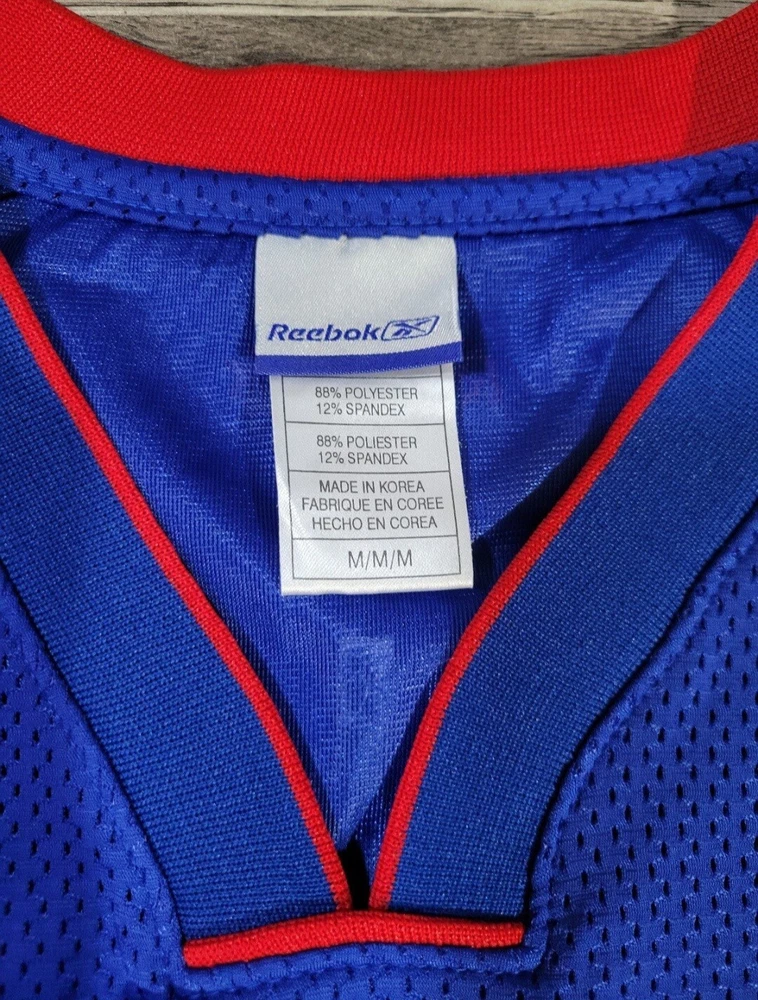 Reebok
88% POLYESTER
12% SPANDEX
88% POLIESTER
12% SPANDEX
MADE IN KOREA
FABRIQUE EN COREE
HECHO EN COREA
M/M/M